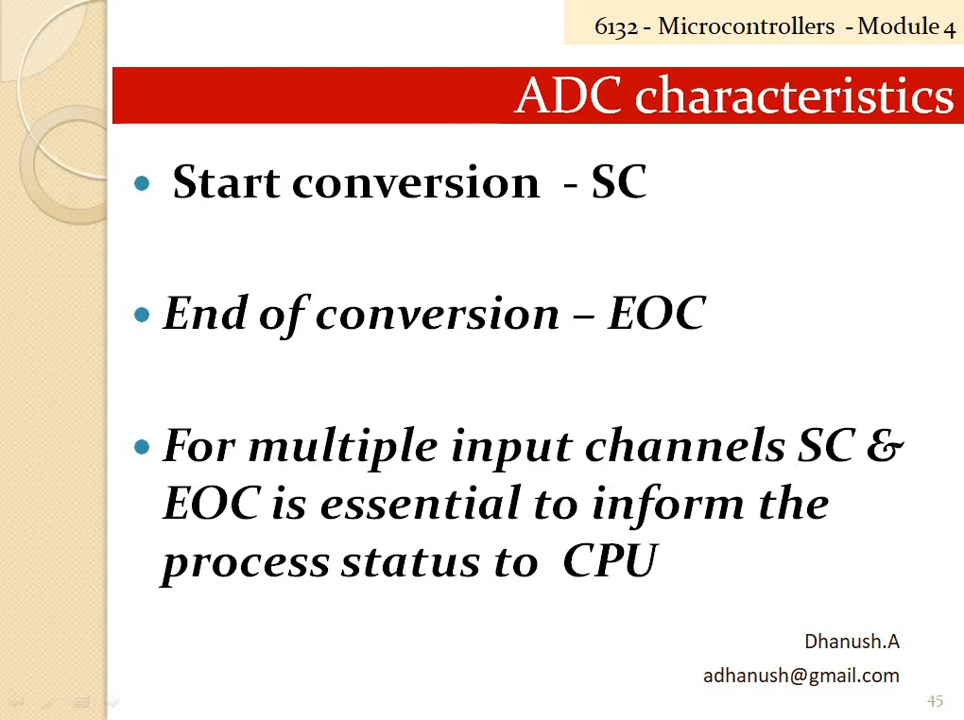 6132 - Microcontrollers - Module 4
ADC characteristics
• Start conversion - SC
• End of conversion – EOC
• For multiple input channels SC &
EOC is essential to inform the
process status to CPU
Dhanush.A
adhanush@gmail.com
45